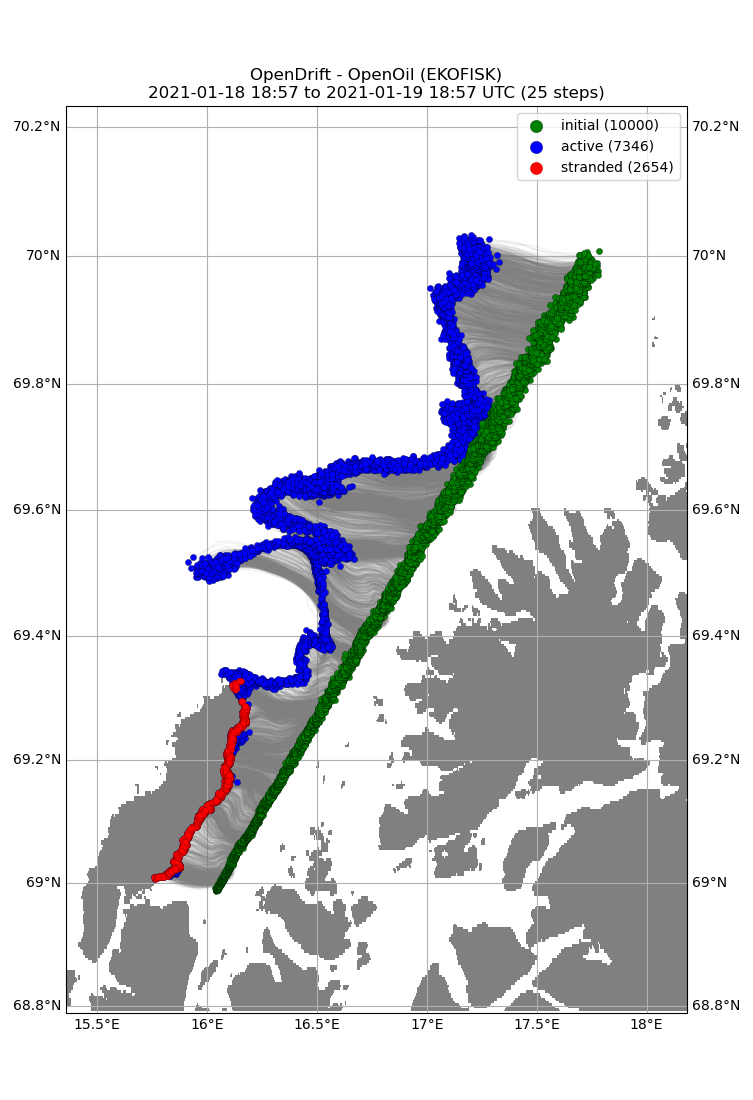 OpenDrift - OpenOil (EKOFISK)
2021-01-18 18:57 to 2021-01-19 18:57 UTC (25 steps)
initial (10000)
active (7346)
stranded (2654)
70.2°N 70.2°N
70°N 70°N
69.8°N 69.8°N
69.6°N 69.6°N
69.4°N 69.4°N
69.2°N 69.2°N
69°N 69°N
68.8°N 68.8°N
15.5°E 16°E 16.5°E 17°E 17.5°E 18°E